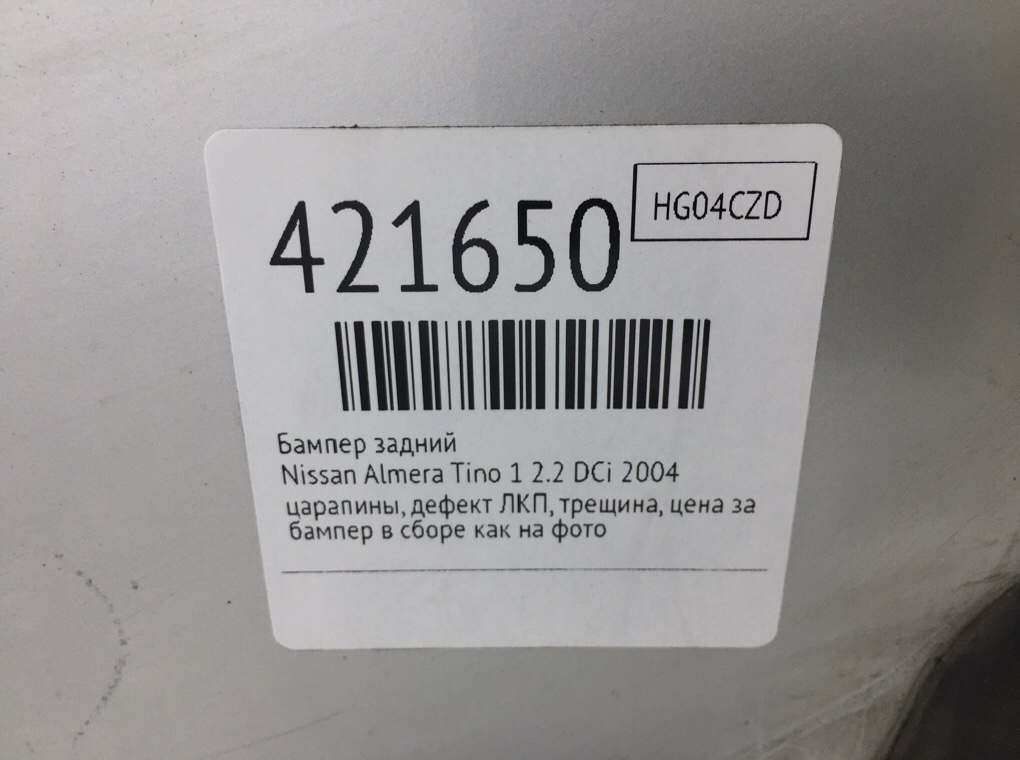 421650
HG04CZD
Бампер задний
Nissan Almera Tino 1 2.2 DCi 2004
царапины, дефект ЛКП, трещина, цена за
бампер в сборе как на фото